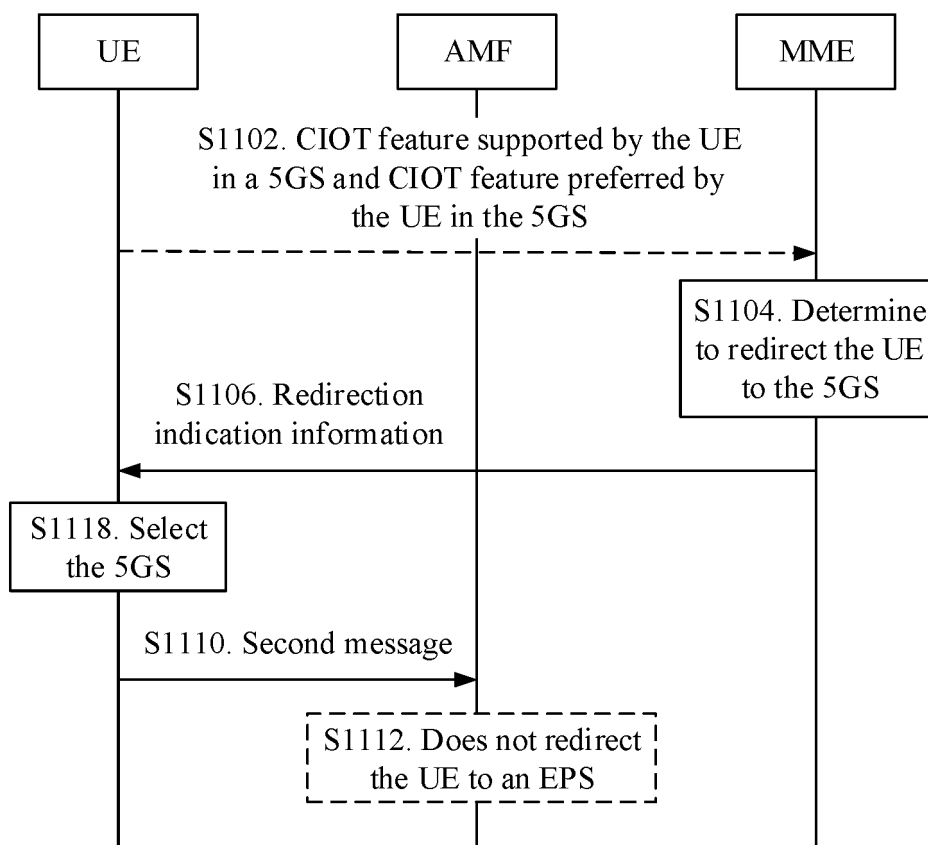 UE
AMF
MME
S1102. CIOT feature supported by the UE
in a 5GS and CIOT feature preferred by
the UE in the 5GS
S1104. Determine
to redirect the UE
to the 5GS
S1106. Redirection
indication information
S1118. Select
the 5GS
S1110. Second message
S1112. Does not redirect
the UE to an EPS